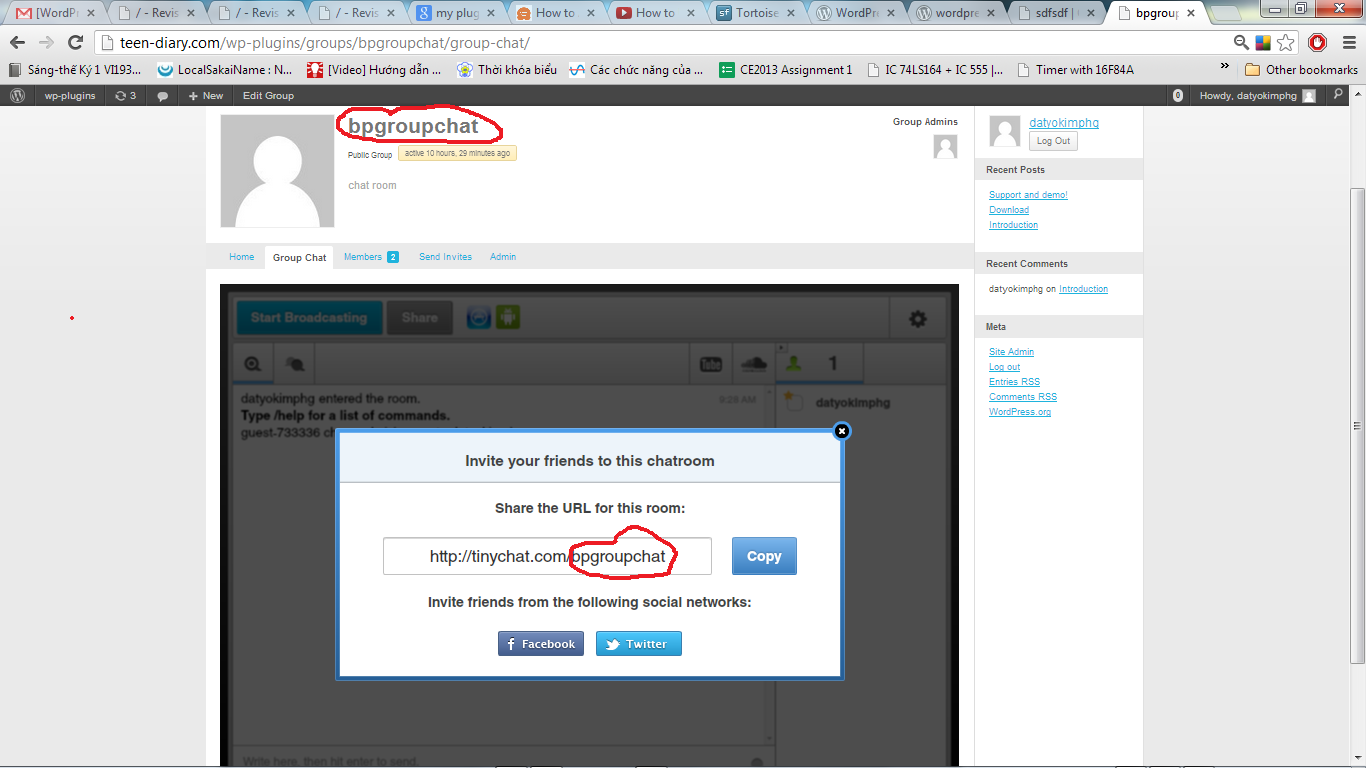 [WordPr
/ - Revis
/ - Revis
/ - Revis
my plug
How to
How to
Tortoise
WordPre
wordpre
sdfsdf |
bpgroup
teen-diary.com/wp-plugins/groups/bpgroupchat/group-chat/
Sáng-thế Ký 1 VI193...
LocalSakaiName : N...
[Video] Hướng dẫn ...
Thời khóa biểu
Các chức năng của ...
CE2013 Assignment 1
IC 74LS164 + IC 555 |...
Timer with 16F84A
»
Other bookmarks
wp-plugins
3
+ New
Edit Group
0
Howdy, datyokimphg
bpgroupchat
Public Group
active 10 hours, 29 minutes ago
chat room
Group Admins
datyokimphg
Log Out
Recent Posts
Support and demo!
Download
Introduction
Recent Comments
datyokimphg on Introduction
Meta
Site Admin
Log out
Entries RSS
Comments RSS
WordPress.org
Home
Group Chat
Members 2
Send Invites
Admin
Start Broadcasting
Share
You Tube
1
datyokimphg entered the room.
9:28 AM
Type /help for a list of commands.
guest-733336
datyokimphg
Invite your friends to this chatroom
Share the URL for this room:
http://tinychat.com/bpgroupchat
Copy
Invite friends from the following social networks:
f Facebook
Twitter
Write here, then hit enter to send.